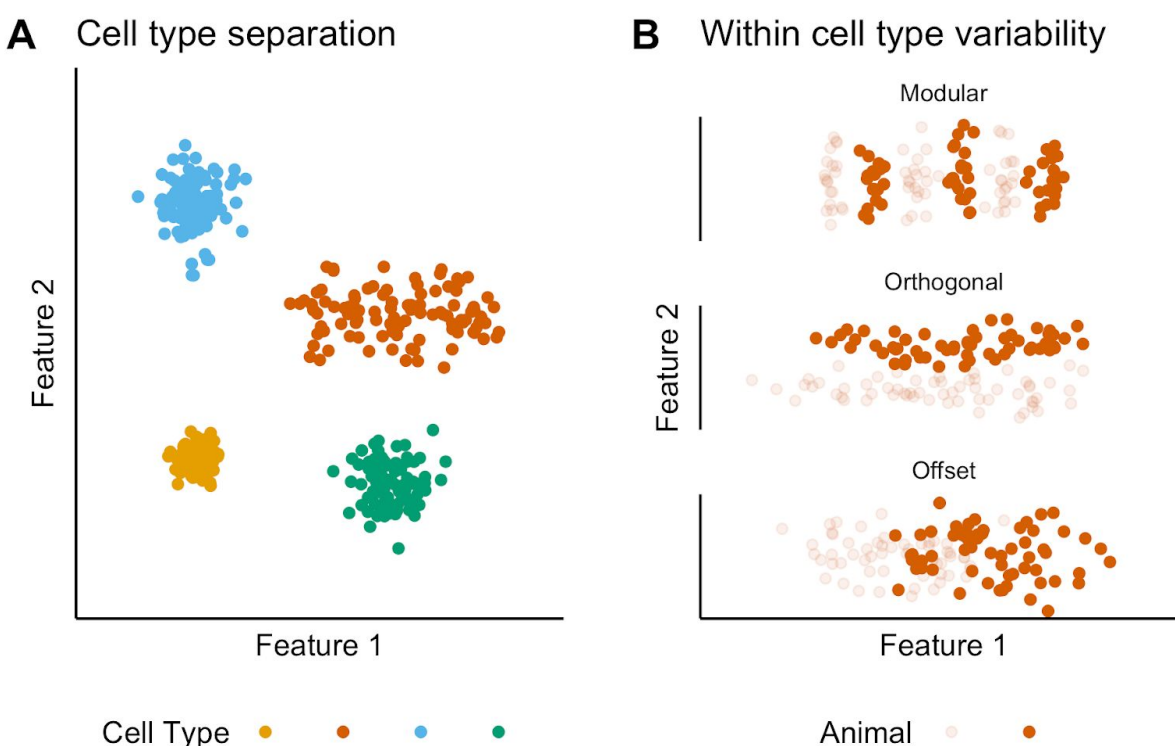 A Cell type separation
Feature 2
Feature 1
Cell Type
B Within cell type variability
Modular
Orthogonal
Offset
Feature 2
Feature 1
Animal